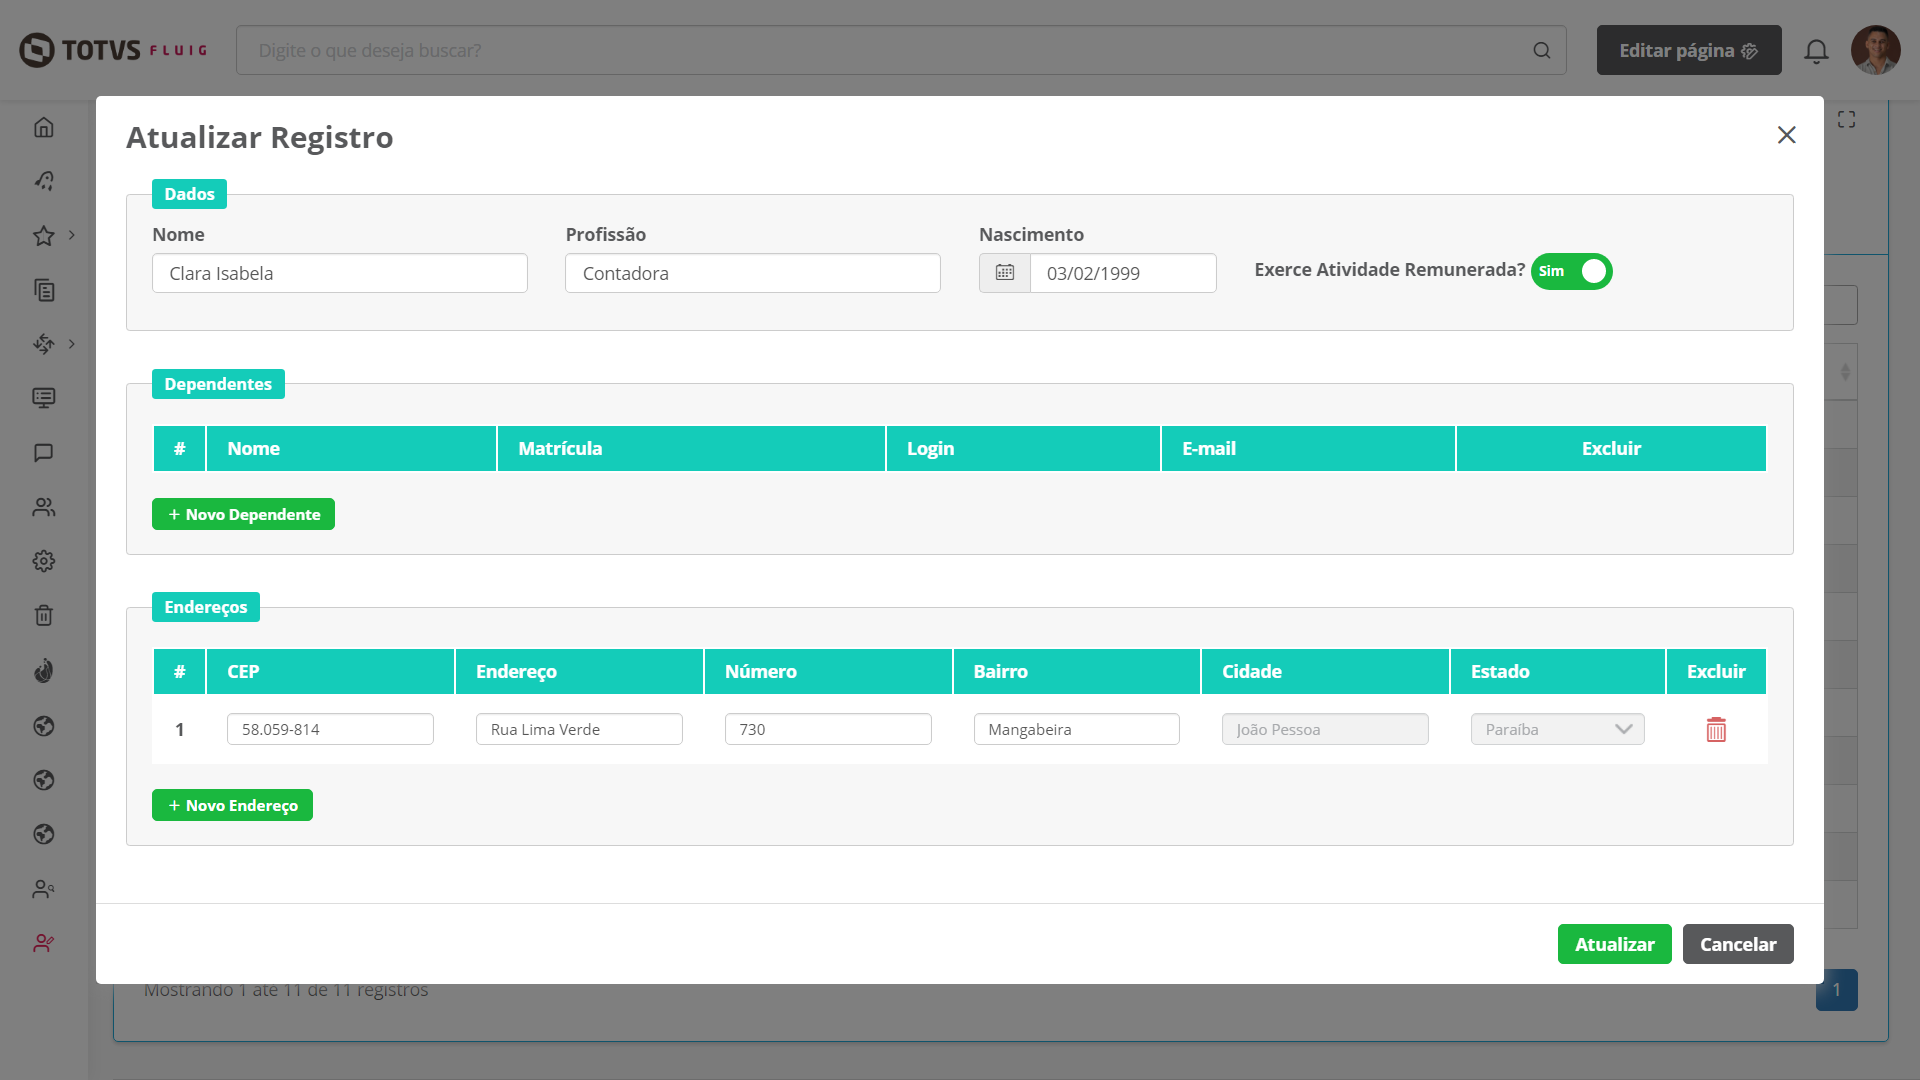 TOTVS FLUIG
Digite o que deseja buscar?
Editar página
Atualizar Registro
Dados
Nome
Profissão
Nascimento
Clara Isabela
Contadora
03/02/1999
Exerce Atividade Remunerada?
Sim
Dependentes
# Nome Matrícula Login E-mail Excluir
+ Novo Dependente
Endereços
# CEP Endereço Número Bairro Cidade Estado Excluir
1 58.059-814 Rua Lima Verde 730 Mangabeira João Pessoa Paraíba
+ Novo Endereço
Atualizar
Cancelar
Mostrando 1 até 11 de 11 registros
1